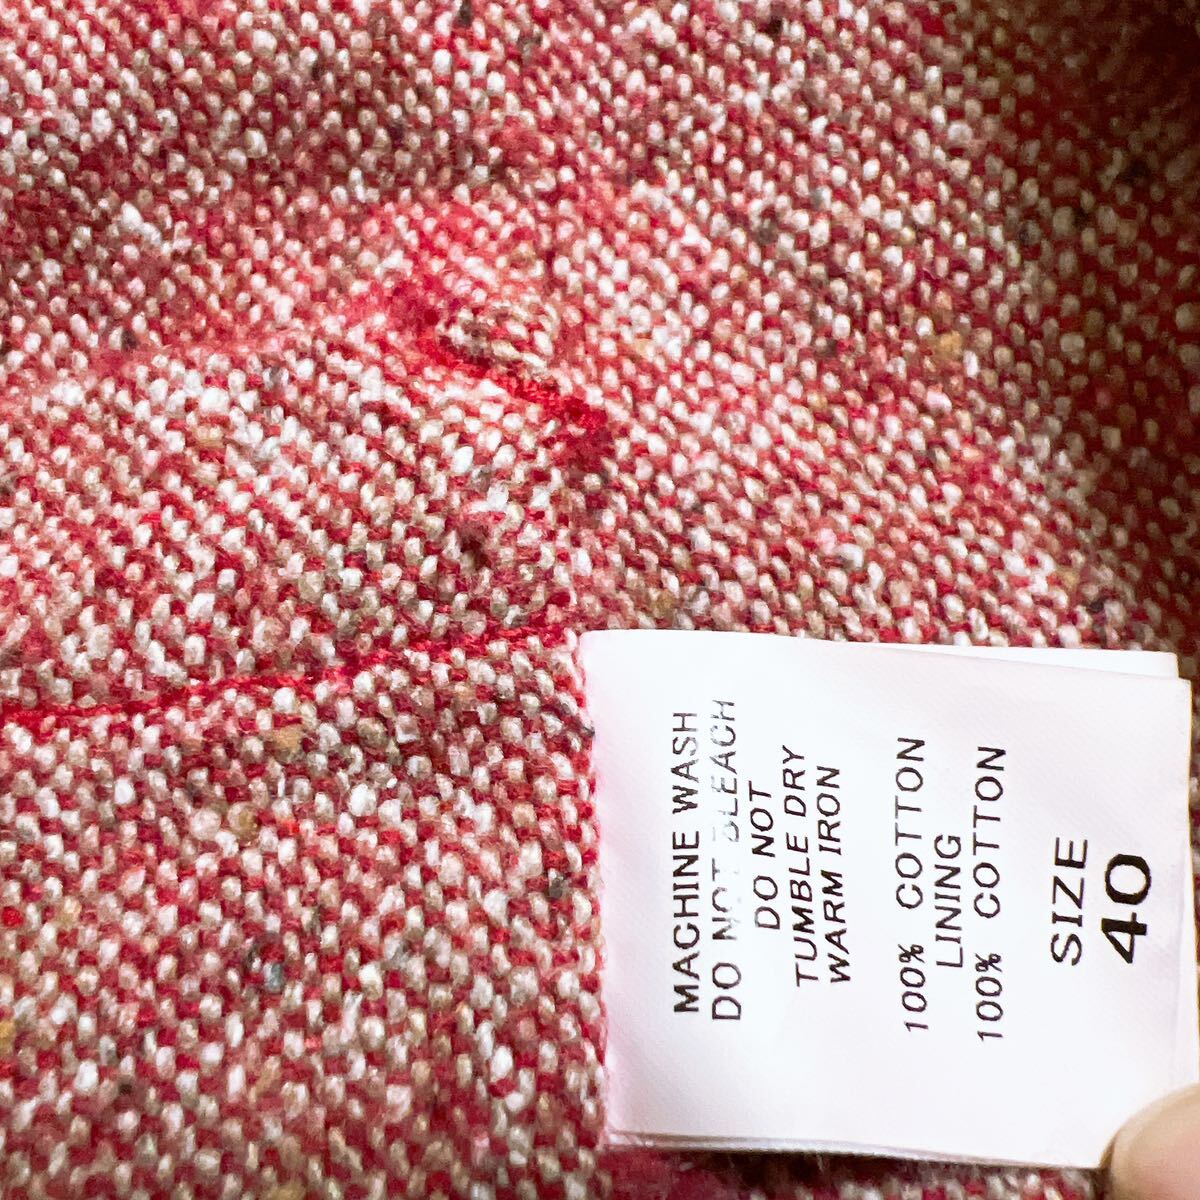 MACHINE WASH
DO NOT BLEACH
DO NOT
TUMBLE DRY
WARM IRON
100% COTTON
LINING
100% COTTON
SIZE
40